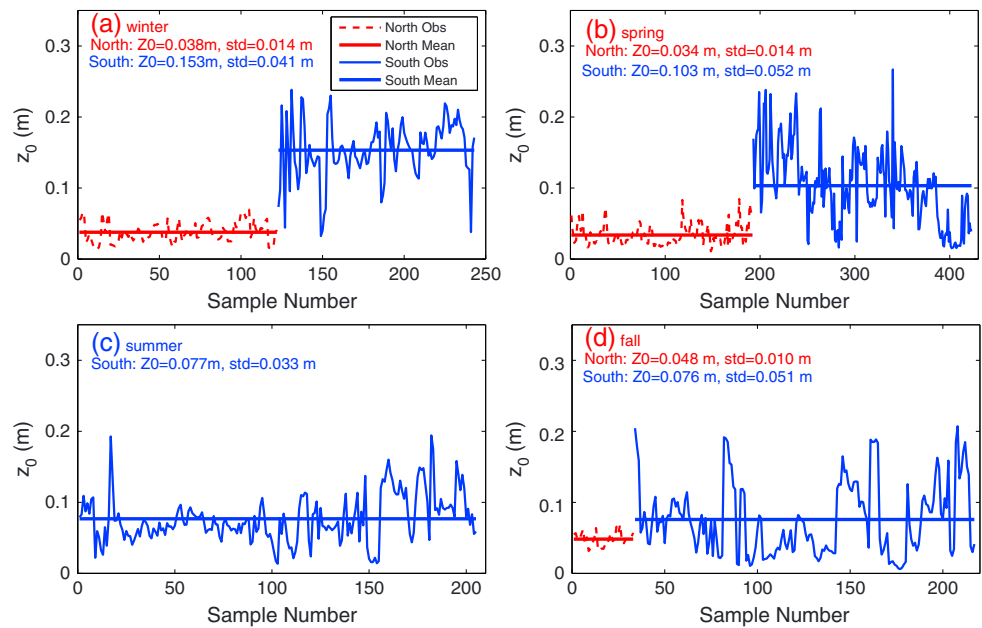 (a) winter
North: Z0=0.038m, std=0.014 m
South: Z0=0.153m, std=0.041 m
North Obs
North Mean
South Obs
South Mean
0.3
0.2
0.1
0
z0 (m)
0 50 100 150 200 250
Sample Number
(b) spring
North: Z0=0.034 m, std=0.014 m
South: Z0=0.103 m, std=0.052 m
0.3
0.2
0.1
0
z0 (m)
0 100 200 300 400
Sample Number
(c) summer
South: Z0=0.077m, std=0.033 m
0.3
0.2
0.1
0
z0 (m)
0 50 100 150 200
Sample Number
(d) fall
North: Z0=0.048 m, std=0.010 m
South: Z0=0.076 m, std=0.051 m
0.3
0.2
0.1
0
z0 (m)
0 50 100 150 200
Sample Number